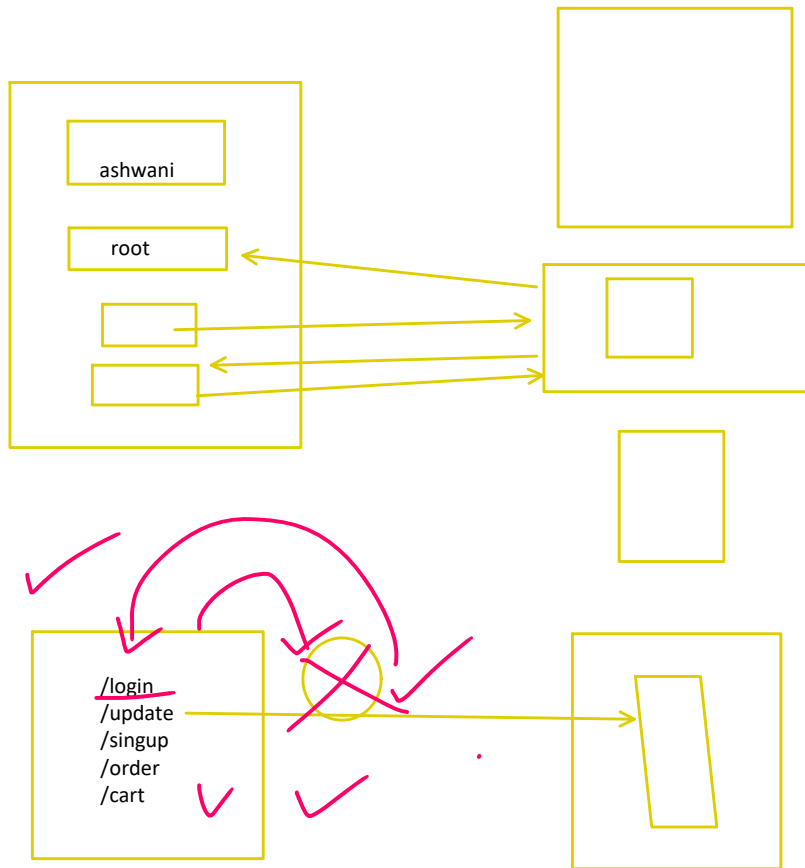 ashwani
root
/login
/update
/singup
/order
/cart